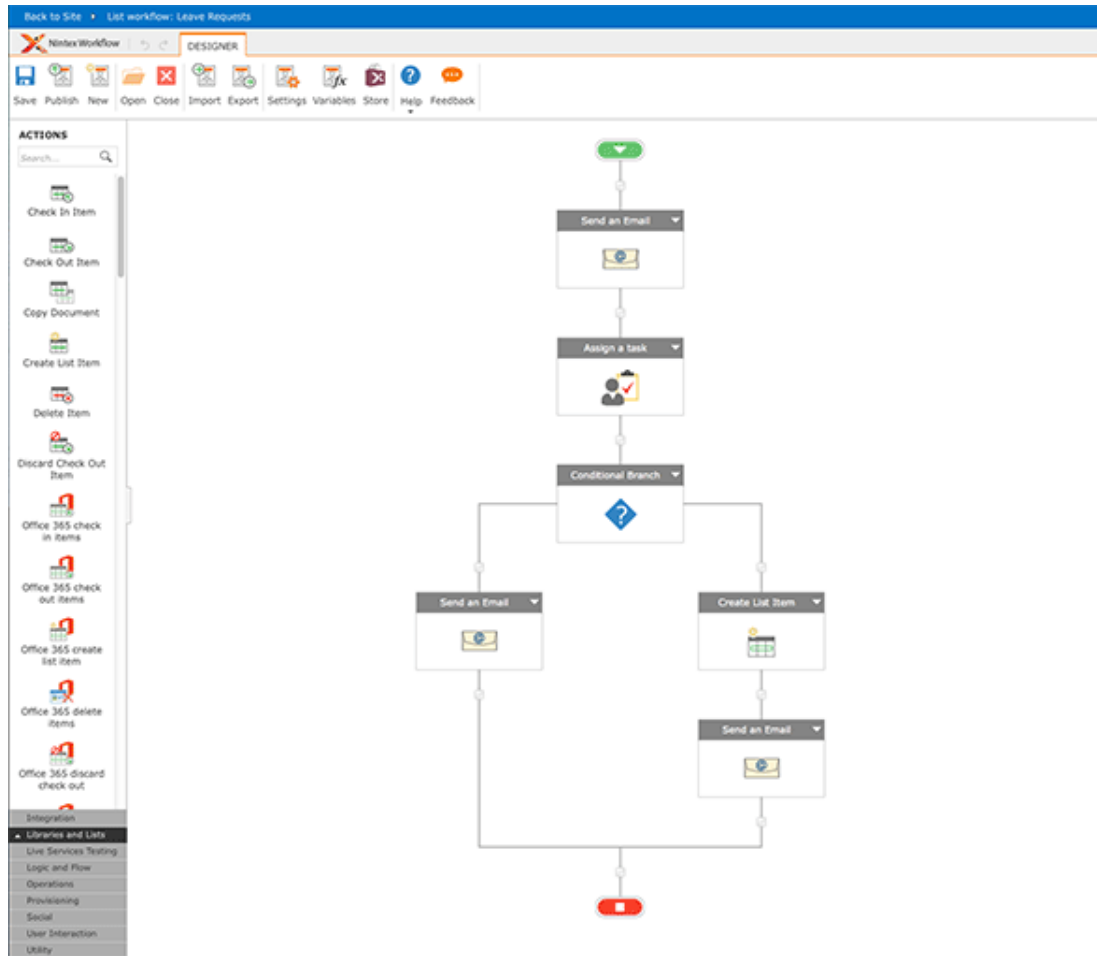 Back to Site ▸ List workflow: Leave Requests
Nintex Workflow
DESIGNER
Save Publish New Open Close Import Export Settings Variables Store Help Feedback
ACTIONS
Search...
Check In Item
Check Out Item
Copy Document
Create List Item
Delete Item
Discard Check Out
Item
Office 365 check
in items
Office 365 check
out items
Office 365 create
list item
Office 365 delete
items
Office 365 discard
check out
Integration
Libraries and Lists
Live Services Testing
Logic and Flow
Operations
Provisioning
Social
User Interaction
Utility
Send an Email
Assign a task
Conditional Branch
Send an Email
Create List Item
Send an Email